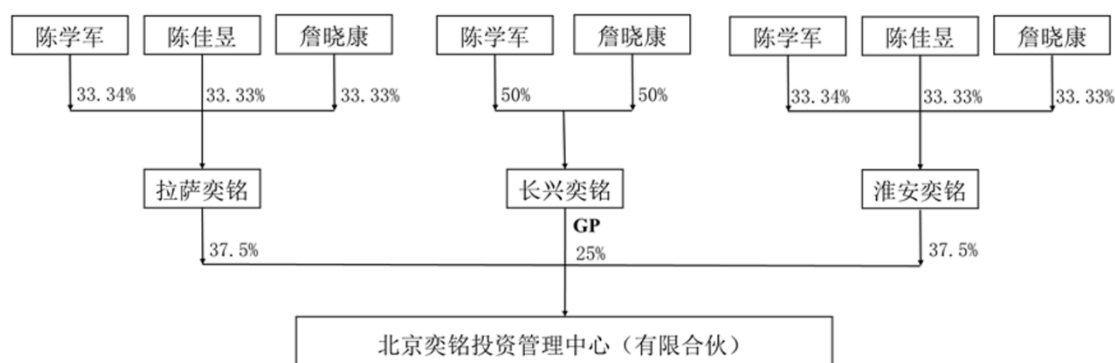 陈学军 陈佳昱 詹晓康 陈学军 詹晓康 陈学军 陈佳昱 詹晓康
33.34% 33.33% 33.33% 50% 50% 33.34% 33.33% 33.33%
拉萨奕铭 长兴奕铭 淮安奕铭
GP
37.5% 25% 37.5%
北京奕铭投资管理中心（有限合伙）